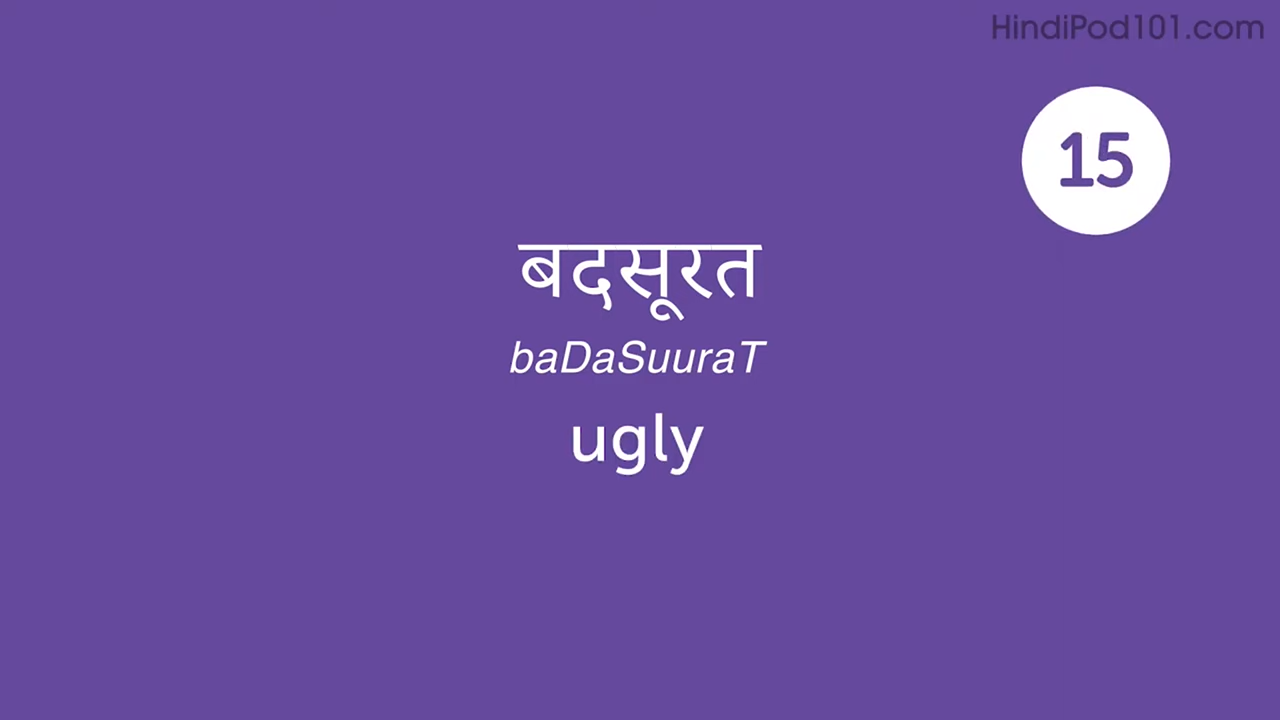 HindiPod101.com
15
बदसूरत
baDaSuuraT
ugly